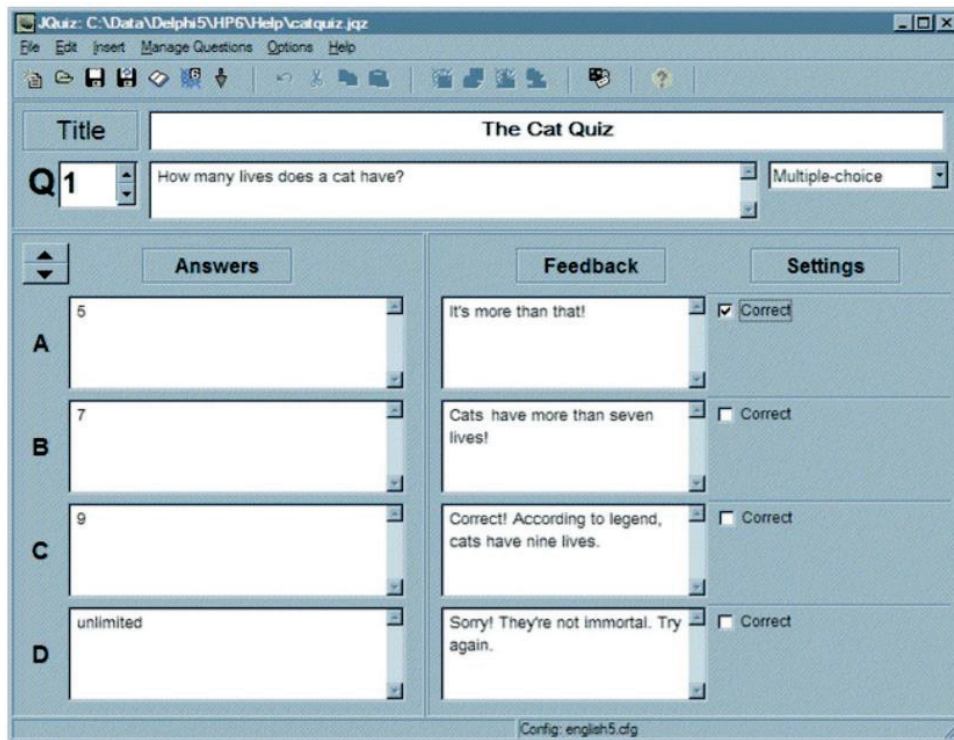 JQuiz: C:\Data\Delphi5\HP6\Help\catquiz.jqz
File Edit Insert Manage Questions Options Help
Title
The Cat Quiz
Q 1
How many lives does a cat have?
Multiple-choice
Answers
Feedback
Settings
A
5
It's more than that!
Correct
B
7
Cats have more than seven
lives!
Correct
C
9
Correct! According to legend,
cats have nine lives.
Correct
D
unlimited
Sorry! They're not immortal. Try
again.
Correct
Config: english5.cfg